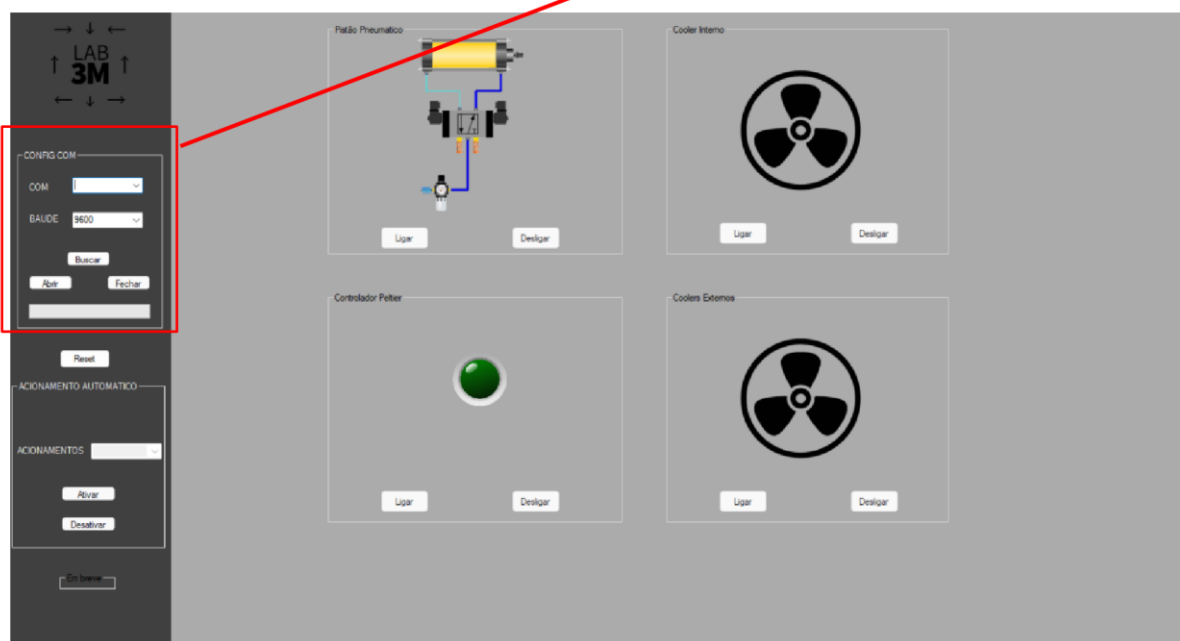 LAB
3M
CONFIG COM
COM
BAUDE 9600
Buscar
Abrir Fechar
Reset
ACIONAMENTO AUTOMATICO
ACIONAMENTOS
Ativar
Desativar
Em breve
Pistão Pneumatico
Ligar Desligar
Cooler Interno
Ligar Desligar
Controlador Peltier
Ligar Desligar
Coolers Externos
Ligar Desligar